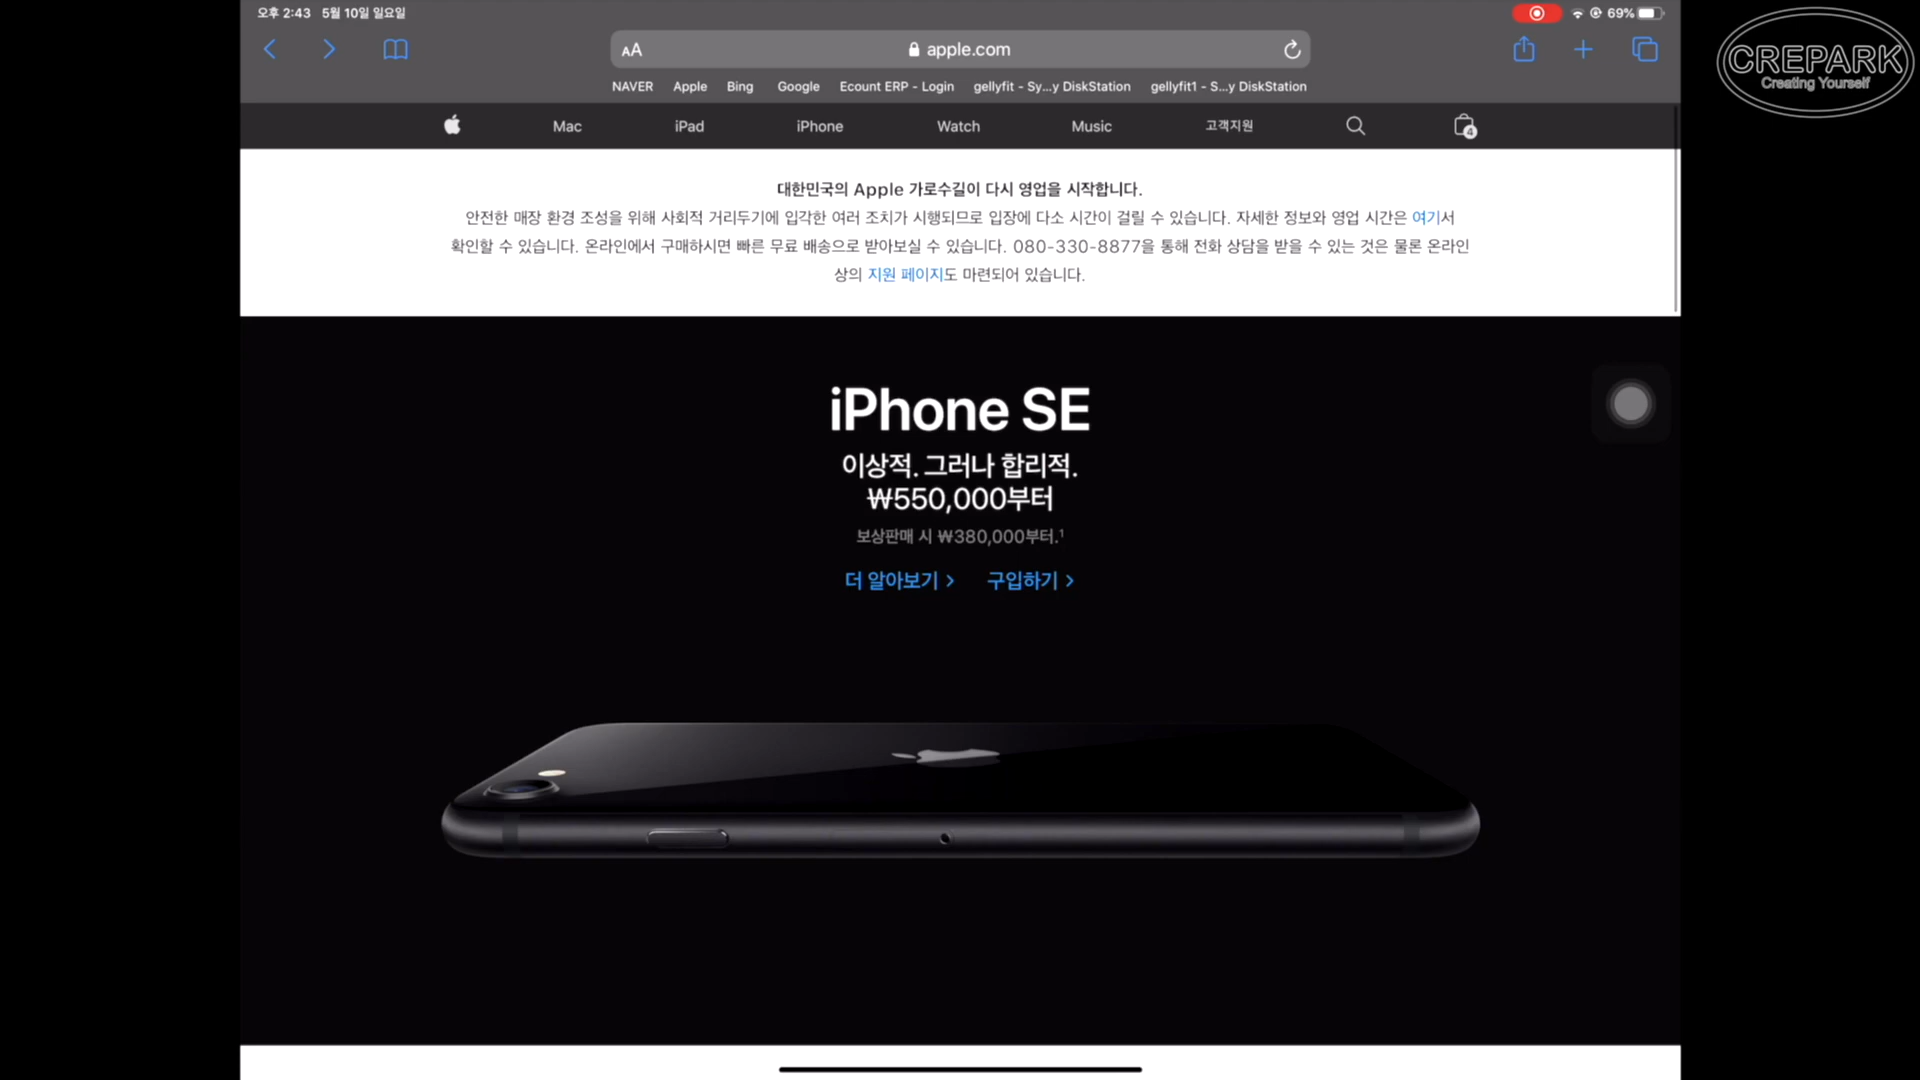 오후 2:43 5월 10일 일요일
69%
CREPARK
Creating Yourself
AA
apple.com
NAVER Apple Bing Google Ecount ERP - Login gellyfit - Sy...y DiskStation gellyfit1 - S...y DiskStation
Mac iPad iPhone Watch Music 고객지원
4
대한민국의 Apple 가로수길이 다시 영업을 시작합니다.
안전한 매장 환경 조성을 위해 사회적 거리두기에 입각한 여러 조치가 시행되므로 입장에 다소 시간이 걸릴 수 있습니다. 자세한 정보와 영업 시간은 여기서
확인할 수 있습니다. 온라인에서 구매하시면 빠른 무료 배송으로 받아보실 수 있습니다. 080-330-8877을 통해 전화 상담을 받을 수 있는 것은 물론 온라인
상의 지원 페이지도 마련되어 있습니다.
iPhone SE
이상적. 그러나 합리적.
₩550,000부터
보상판매 시 ₩380,000부터.¹
더 알아보기 > 구입하기 >